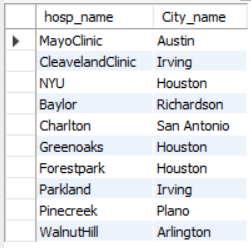 hosp_name City_name
MayoClinic Austin
CleavelandClinic Irving
NYU Houston
Baylor Richardson
Charlton San Antonio
Greenoaks Houston
Forestpark Houston
Parkland Irving
Pinecreek Plano
WalnutHill Arlington